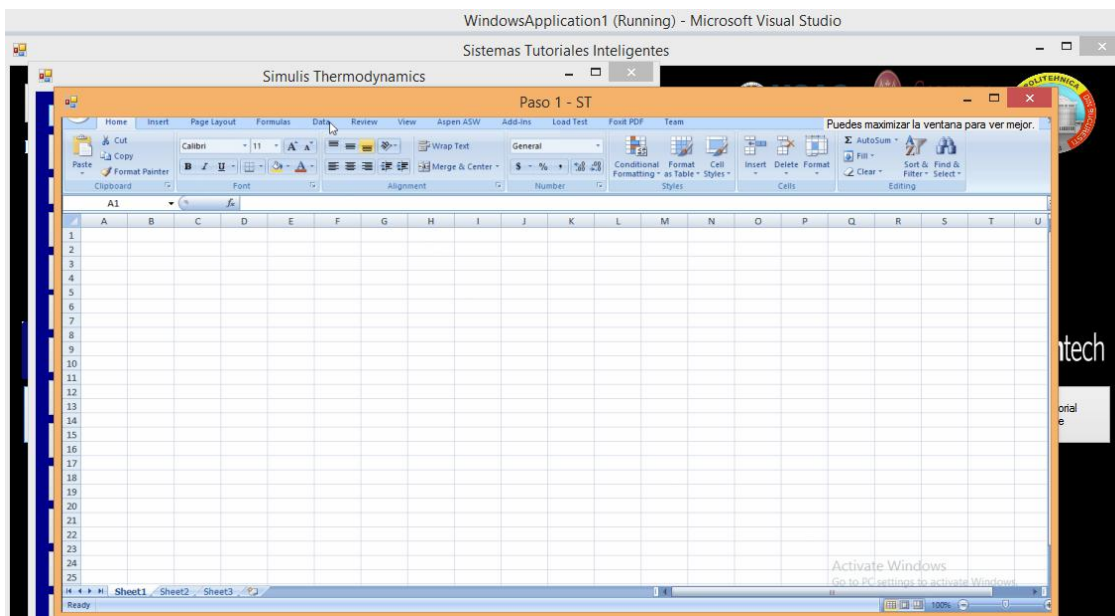 WindowsApplication1 (Running) - Microsoft Visual Studio
Sistemas Tutoriales Inteligentes
Simulis Thermodynamics
Paso 1 - ST
Home Insert Page Layout Formulas Data Review View Aspen ASW Add-Ins Load Test Foxit PDF Team
Puedes maximizar la ventana para ver mejor.
Paste Cut Copy Format Painter
Calibri 11
B I U
Wrap Text
Merge & Center
General
$ % ,
Conditional Formatting Format as Table Cell Styles
Insert Delete Format
Σ AutoSum Fill Clear
Sort & Filter Find & Select
Clipboard Font Alignment Number Styles Cells Editing
A1 fx
A B C D E F G H I J K L M N O P Q R S T U
1
2
3
4
5
6
7
8
9
10
11
12
13
14
15
16
17
18
19
20
21
22
23
24
25
Activate Windows
Go to PC settings to activate Windows.
Sheet1 Sheet2 Sheet3
Ready 100%
ntech